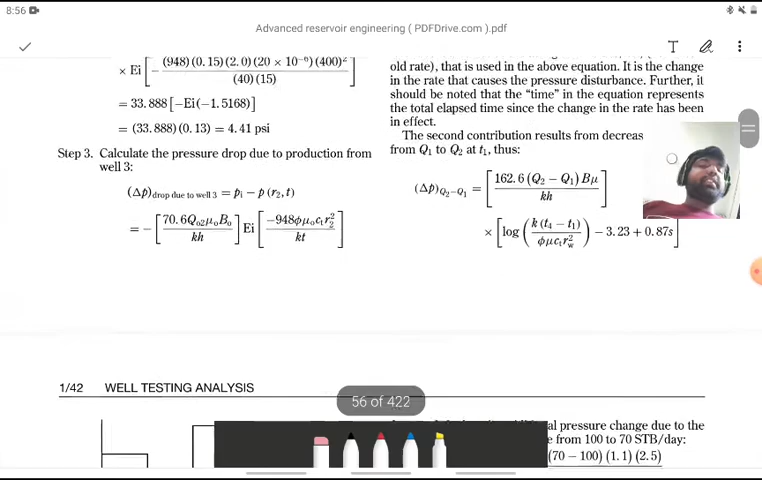 8:56
Advanced reservoir engineering ( PDFDrive.com ).pdf
T
(948)(0.15)(2.0)(20 × 10⁻⁶)(400)²
× Ei [ − ―――― ]
(40)(15)
= 33.888 [−Ei(−1.5168)]
= (33.888)(0.13) = 4.41 psi
Step 3. Calculate the pressure drop due to production from
well 3:
(Δp)drop due to well 3 = pᵢ − p (r₂, t)
= − [ 70.6Qₒ₂μₒBₒ / kh ] Ei [ −948ϕμₒcₜr₂² / kt ]
old rate), that is used in the above equation. It is the change
in the rate that causes the pressure disturbance. Further, it
should be noted that the “time” in the equation represents
the total elapsed time since the change in the rate has been
in effect.
The second contribution results from decreas
from Q₁ to Q₂ at t₁, thus:
(Δp)Q₂−Q₁ = [ 162.6 (Q₂ − Q₁) Bμ / kh ]
× [ log ( k (t₄ − t₁) / ϕμcₜr_w² ) − 3.23 + 0.87s ]
1/42 WELL TESTING ANALYSIS
56 of 422
al pressure change due to the
e from 100 to 70 STB/day:
(70 − 100) (1.1) (2.5)